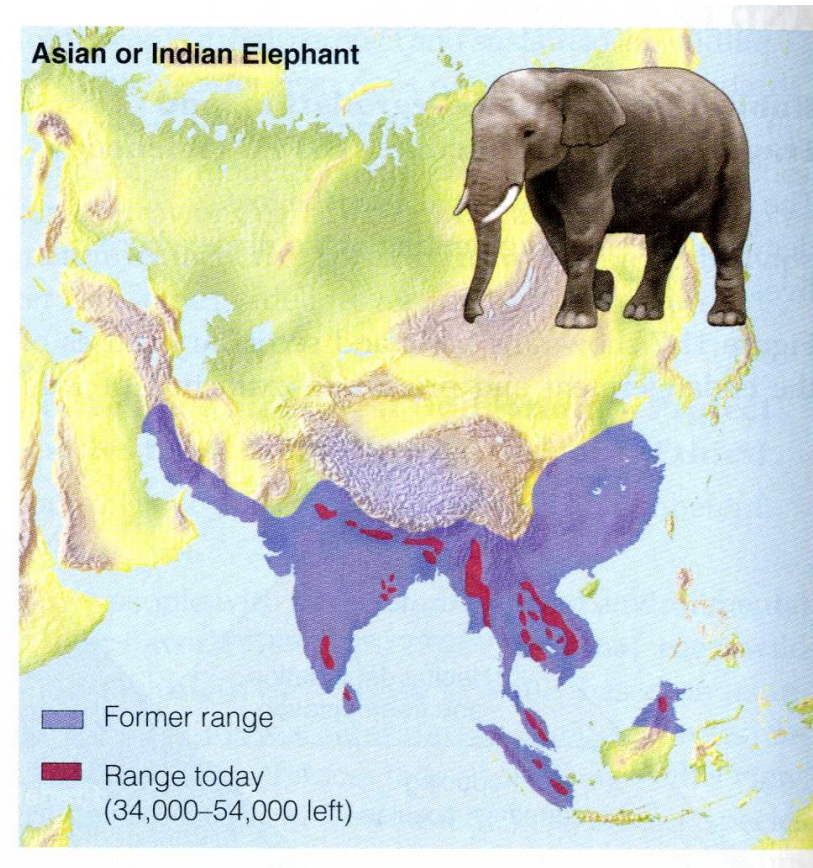 Asian or Indian Elephant
Former range
Range today
(34,000–54,000 left)